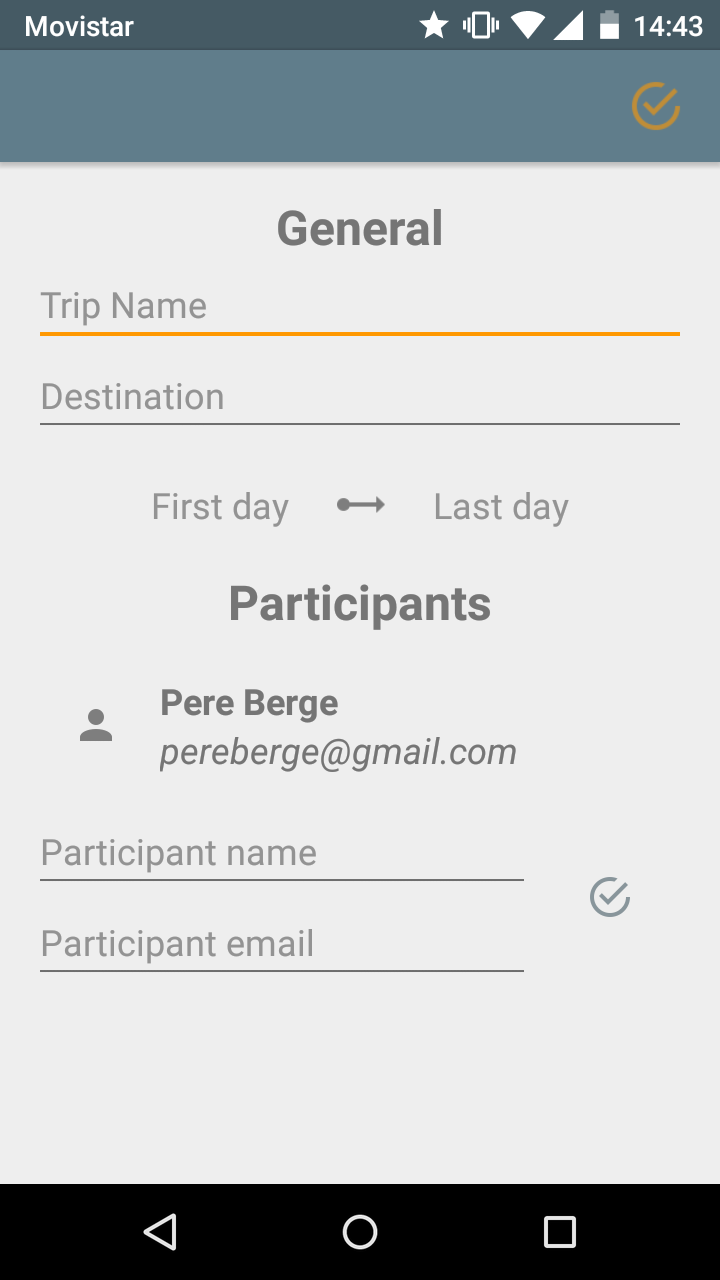 Movistar 14:43
General
Trip Name
Destination
First day Last day
Participants
Pere Berge
pereberge@gmail.com
Participant name
Participant email